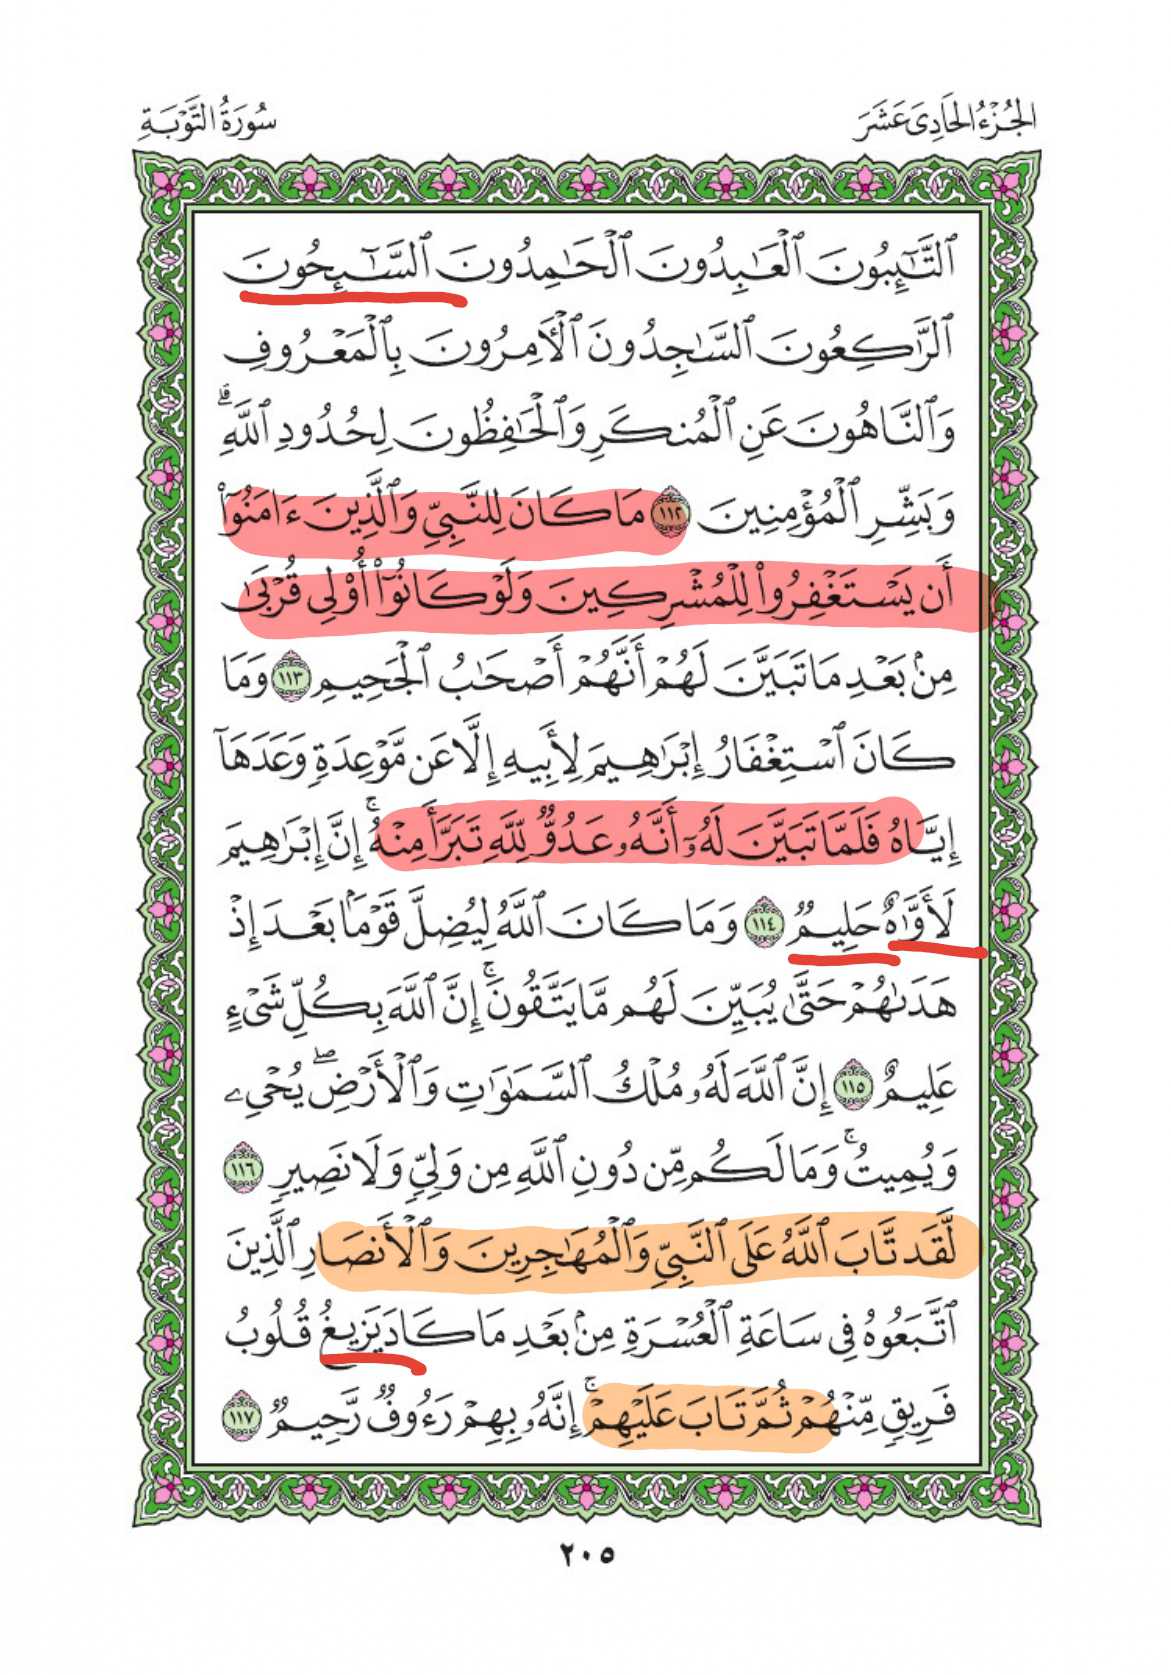 الجُزْءُ الحَادِيَ عَشَرَ
سُورَةُ التَّوْبَةِ
ٱلتَّٰٓئِبُونَ ٱلْعَٰبِدُونَ ٱلْحَٰمِدُونَ ٱلسَّٰٓئِحُونَ
ٱلرَّٰكِعُونَ ٱلسَّٰجِدُونَ ٱلْأٓمِرُونَ بِٱلْمَعْرُوفِ
وَٱلنَّاهُونَ عَنِ ٱلْمُنكَرِ وَٱلْحَٰفِظُونَ لِحُدُودِ ٱللَّهِۗ
وَبَشِّرِ ٱلْمُؤْمِنِينَ ١١٢ مَا كَانَ لِلنَّبِيِّ وَٱلَّذِينَ ءَامَنُوٓا۟
أَن يَسْتَغْفِرُوا۟ لِلْمُشْرِكِينَ وَلَوْ كَانُوٓا۟ أُو۟لِى قُرْبَىٰ
مِنۢ بَعْدِ مَا تَبَيَّنَ لَهُمْ أَنَّهُمْ أَصْحَٰبُ ٱلْجَحِيمِ ١١٣ وَمَا
كَانَ ٱسْتِغْفَارُ إِبْرَٰهِيمَ لِأَبِيهِ إِلَّا عَن مَّوْعِدَةٍ وَعَدَهَآ
إِيَّاهُ فَلَمَّا تَبَيَّنَ لَهُۥٓ أَنَّهُۥ عَدُوٌّ لِّلَّهِ تَبَرَّأَ مِنْهُۚ إِنَّ إِبْرَٰهِيمَ
لَأَوَّٰهٌ حَلِيمٌ ١١٤ وَمَا كَانَ ٱللَّهُ لِيُضِلَّ قَوْمًۢا بَعْدَ إِذْ
هَدَىٰهُمْ حَتَّىٰ يُبَيِّنَ لَهُم مَّا يَتَّقُونَۚ إِنَّ ٱللَّهَ بِكُلِّ شَىْءٍ
عَلِيمٌ ١١٥ إِنَّ ٱللَّهَ لَهُۥ مُلْكُ ٱلسَّمَٰوَٰتِ وَٱلْأَرْضِۖ يُحْىِۦ
وَيُمِيتُۚ وَمَا لَكُم مِّن دُونِ ٱللَّهِ مِن وَلِىٍّ وَلَا نَصِيرٍ ١١٦
لَّقَد تَّابَ ٱللَّهُ عَلَى ٱلنَّبِىِّ وَٱلْمُهَٰجِرِينَ وَٱلْأَنصَارِ ٱلَّذِينَ
ٱتَّبَعُوهُ فِى سَاعَةِ ٱلْعُسْرَةِ مِنۢ بَعْدِ مَا كَادَ يَزِيغُ قُلُوبُ
فَرِيقٍ مِّنْهُمْ ثُمَّ تَابَ عَلَيْهِمْۚ إِنَّهُۥ بِهِمْ رَءُوفٌ رَّحِيمٌ ١١٧
٢٠٥